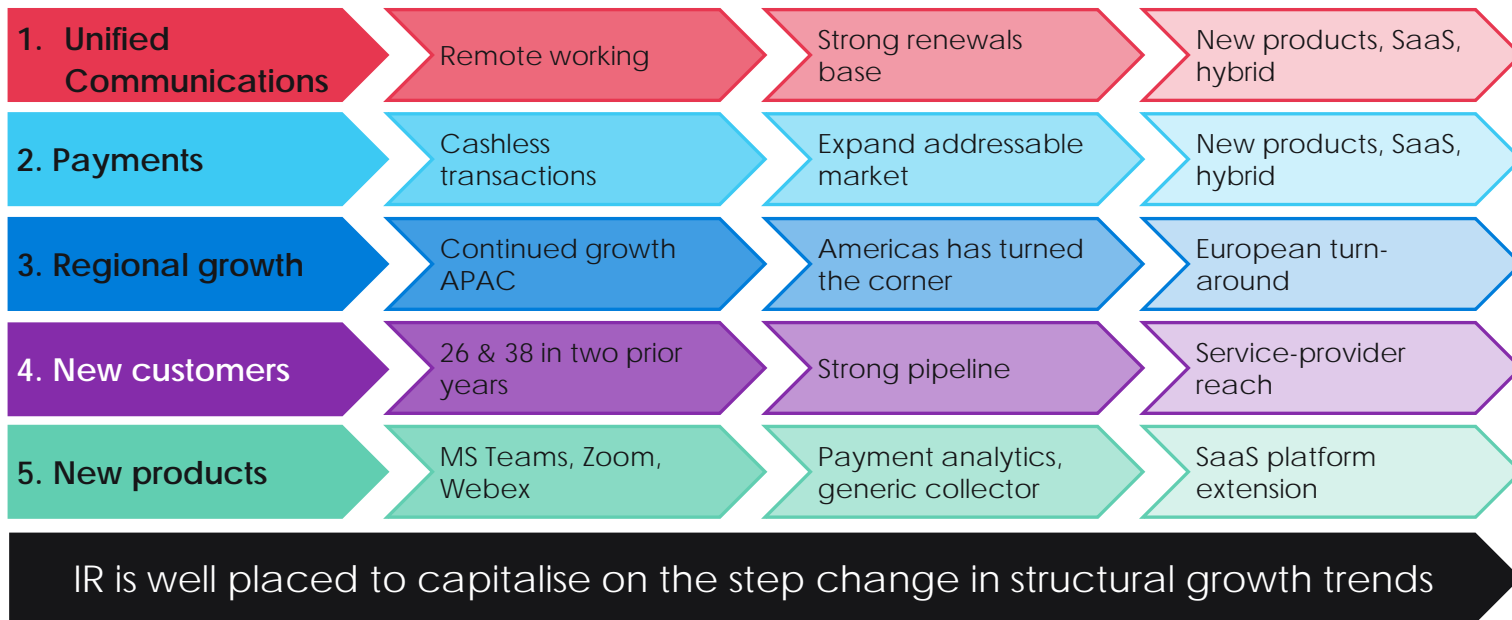 1. Unified
Communications
Remote working
Strong renewals
base
New products, SaaS,
hybrid
2. Payments
Cashless
transactions
Expand addressable
market
New products, SaaS,
hybrid
3. Regional growth
Continued growth
APAC
Americas has turned
the corner
European turn-
around
4. New customers
26 & 38 in two prior
years
Strong pipeline
Service-provider
reach
5. New products
MS Teams, Zoom,
Webex
Payment analytics,
generic collector
SaaS platform
extension
IR is well placed to capitalise on the step change in structural growth trends